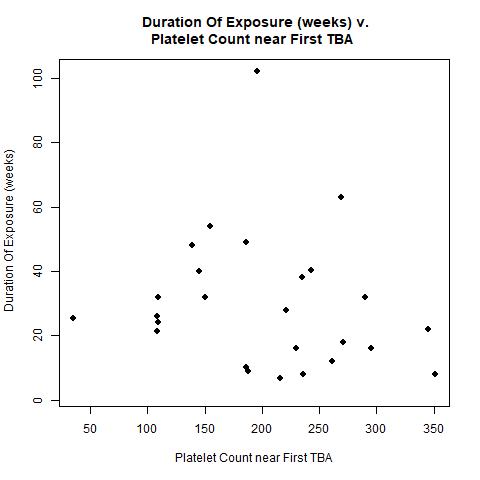 Duration Of Exposure (weeks) v.
Platelet Count near First TBA
Duration Of Exposure (weeks)
100
80
60
40
20
0
50 100 150 200 250 300 350
Platelet Count near First TBA